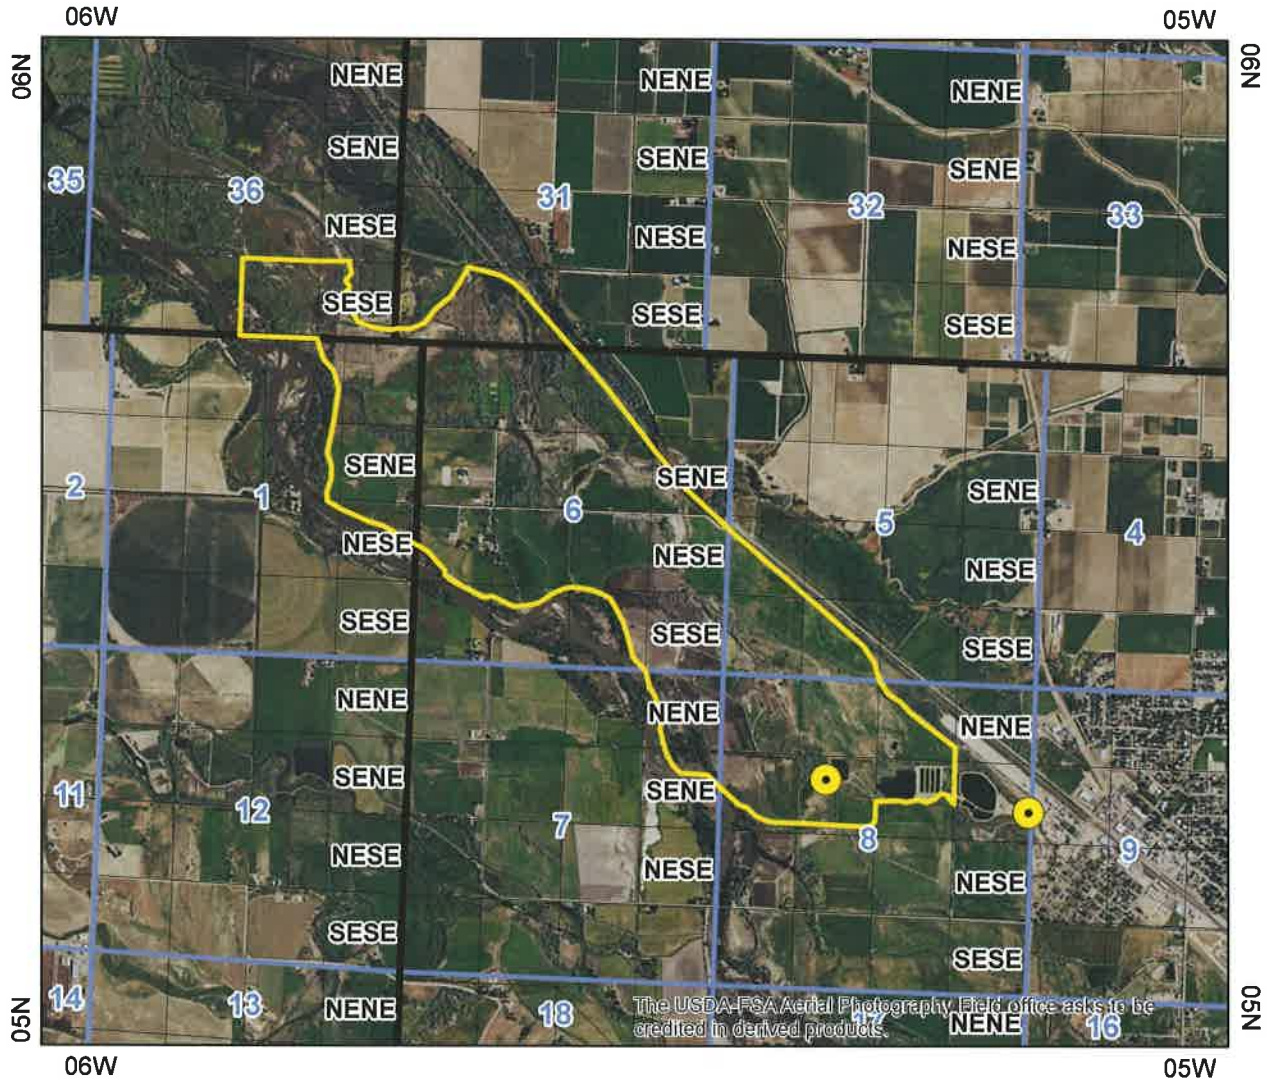 06W 05W
06N 06N
NENE NENE NENE
SENE SENE SENE
35 36 31 32 33
NESE NESE NESE
SESE SESE SESE
SENE SENE SENE
2 1 6 5 4
NESE NESE NESE
SESE SESE SESE
NENE NENE NENE
SENE SENE
11 12 7 8 9
NESE NESE NESE
SESE SESE
14 13 18 17 16
NENE NENE
The USDA-FSA Aerial Photography Field office asks to be
credited in derived products.
05N 05N
06W 05W